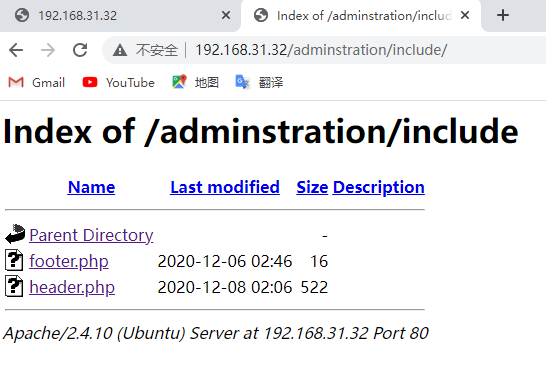 192.168.31.32
Index of /adminstration/includ
不安全 192.168.31.32/adminstration/include/
Gmail YouTube 地图 翻译
Index of /adminstration/include
Name Last modified Size Description
Parent Directory -
footer.php 2020-12-06 02:46 16
header.php 2020-12-08 02:06 522
Apache/2.4.10 (Ubuntu) Server at 192.168.31.32 Port 80